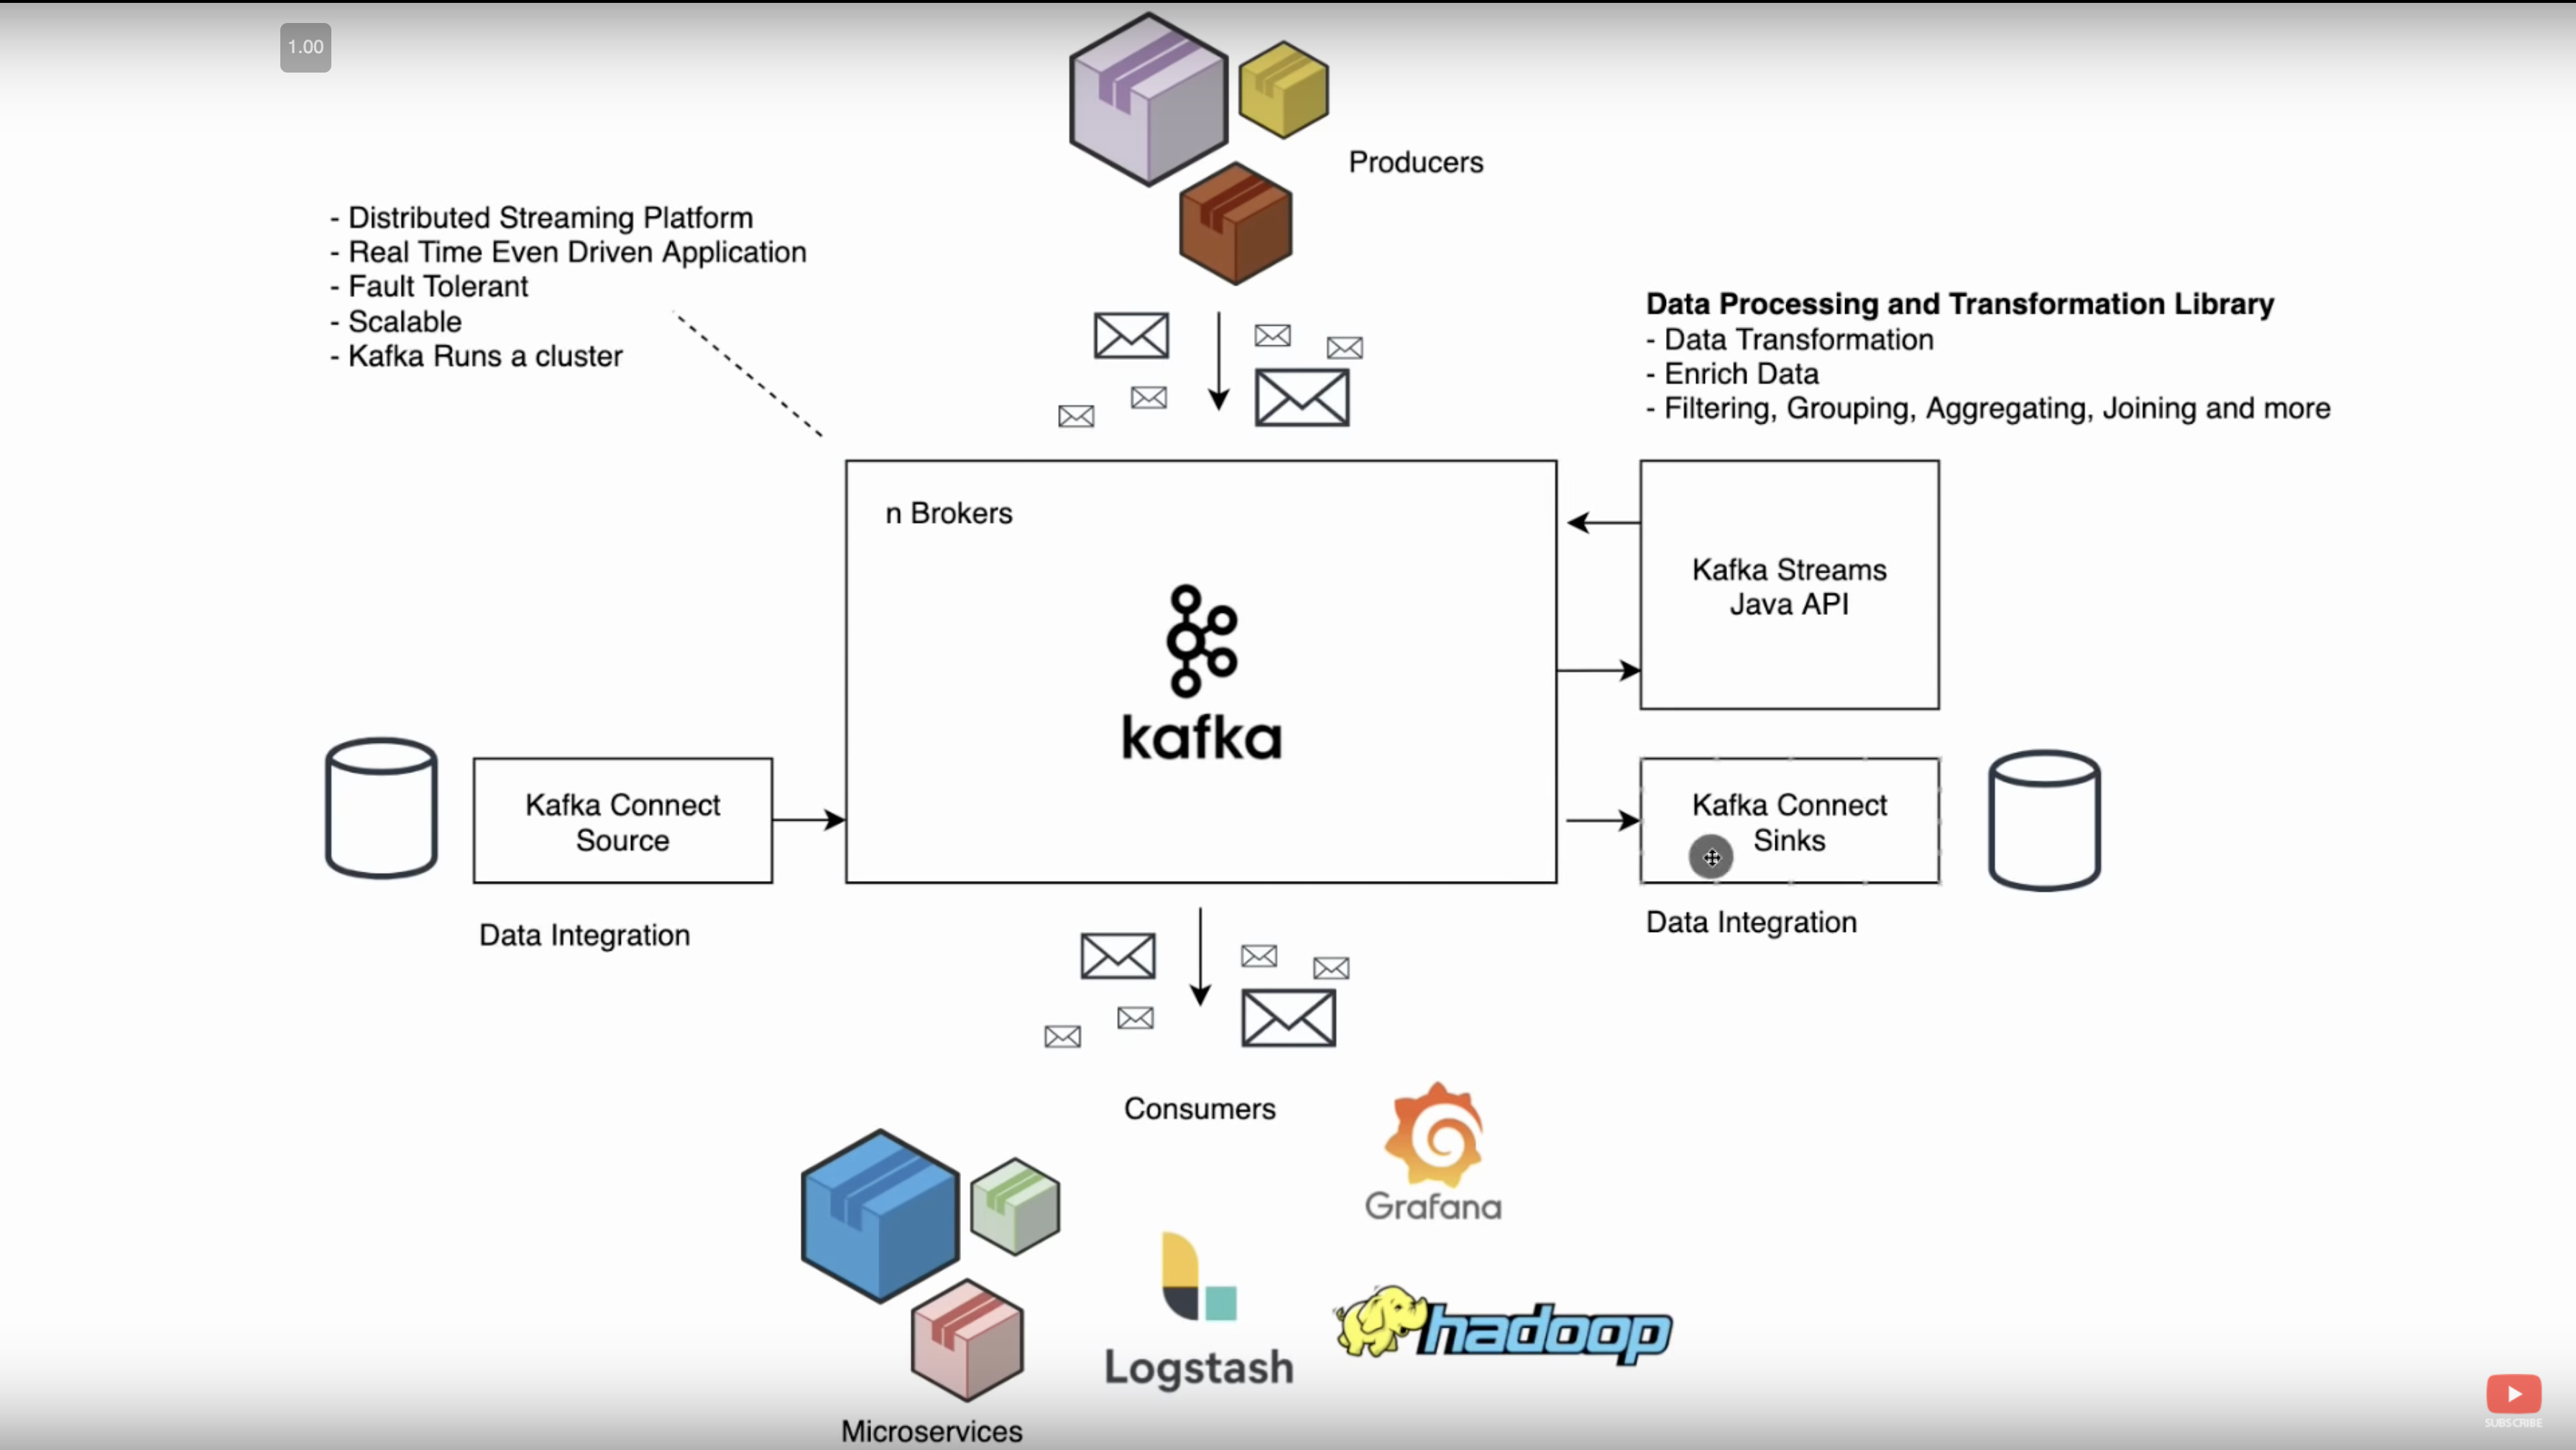 1.00
Producers
- Distributed Streaming Platform
- Real Time Even Driven Application
- Fault Tolerant
- Scalable
- Kafka Runs a cluster
Data Processing and Transformation Library
- Data Transformation
- Enrich Data
- Filtering, Grouping, Aggregating, Joining and more
n Brokers
kafka
Kafka Streams
Java API
Kafka Connect
Source
Data Integration
Kafka Connect
Sinks
Data Integration
Consumers
Grafana
Logstash
hadoop
Microservices
SUBSCRIBE